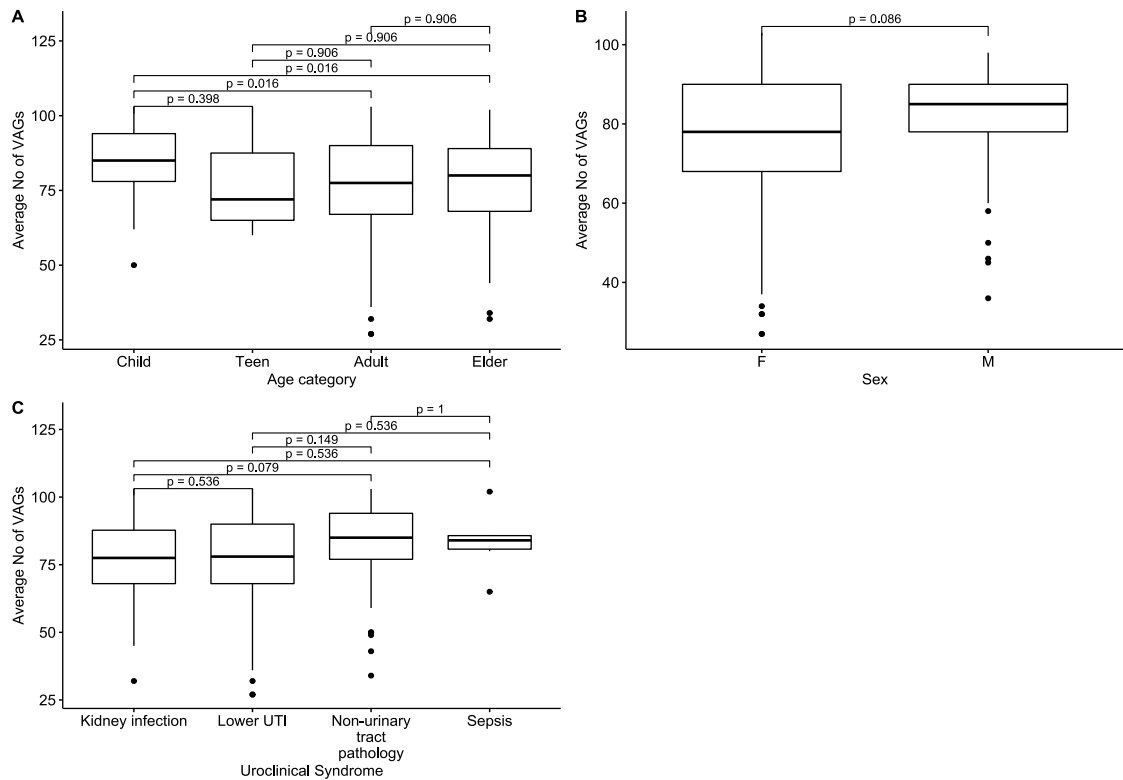 A
Average No of VAGs
125
100
75
50
25
p = 0.906
p = 0.906
p = 0.906
p = 0.016
p = 0.016
p = 0.398
Child Teen Adult Elder
Age category
B
Average No of VAGs
100
80
60
40
p = 0.086
F M
Sex
C
Average No of VAGs
125
100
75
50
25
p = 1
p = 0.536
p = 0.149
p = 0.536
p = 0.079
p = 0.536
Kidney infection Lower UTI Non-urinary Sepsis
tract
pathology
Uroclinical Syndrome